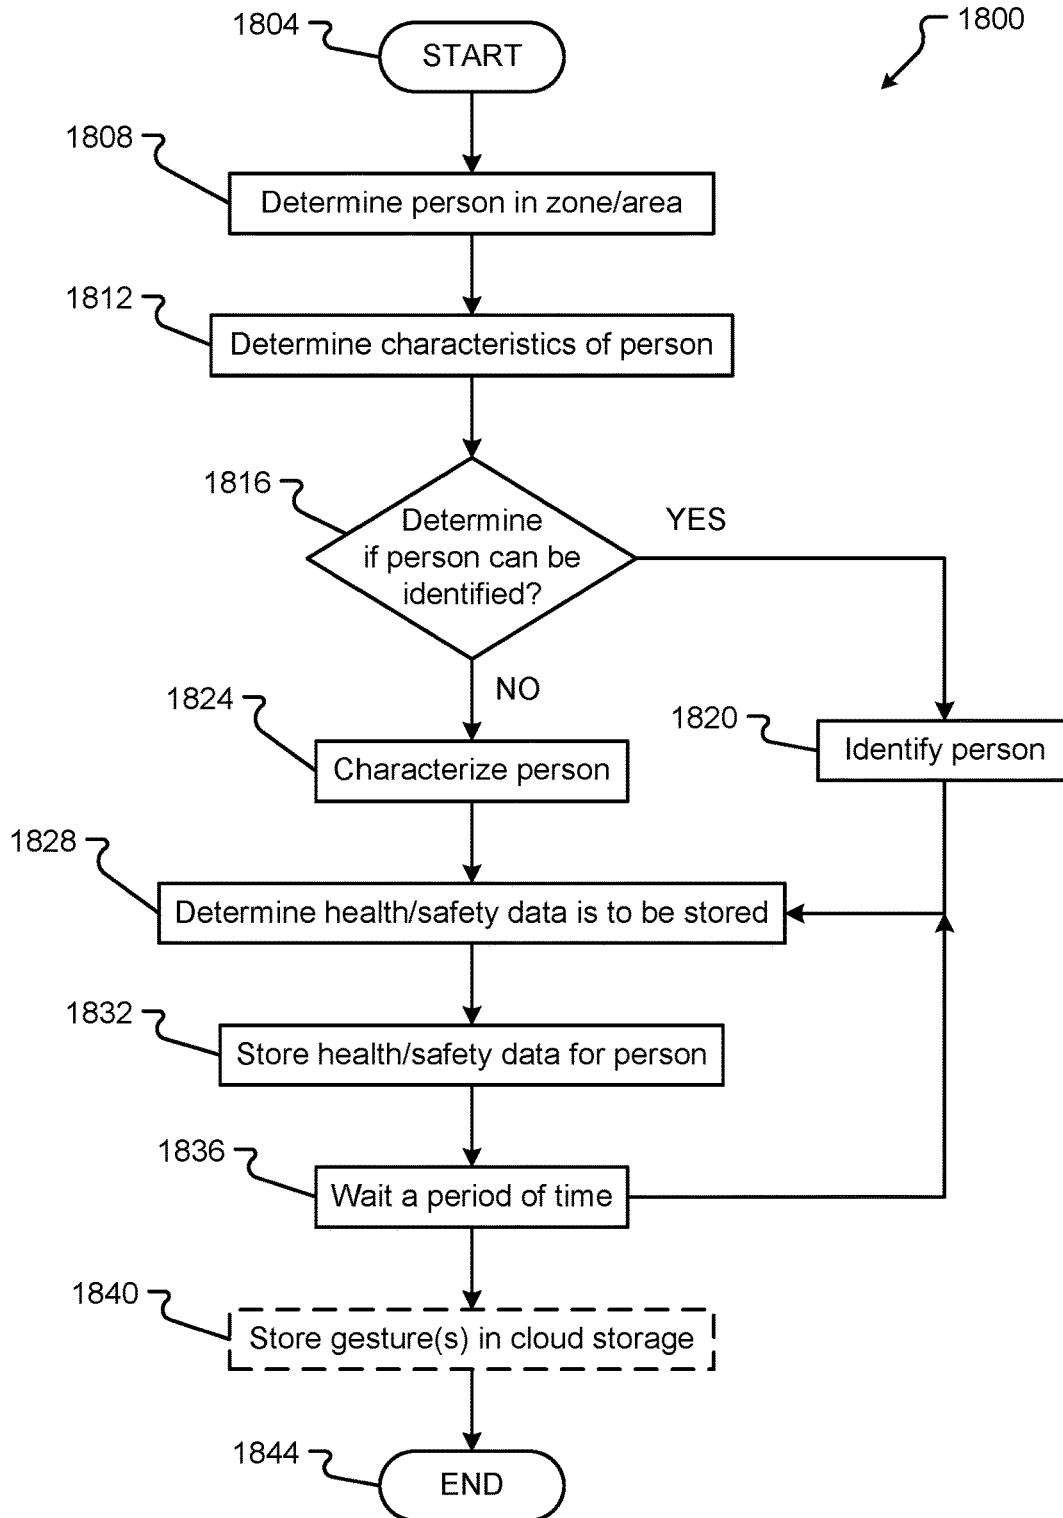 1804
START
1800
1808
Determine person in zone/area
1812
Determine characteristics of person
1816
Determine
if person can be
identified?
YES
NO
1824
Characterize person
1820
Identify person
1828
Determine health/safety data is to be stored
1832
Store health/safety data for person
1836
Wait a period of time
1840
Store gesture(s) in cloud storage
1844
END